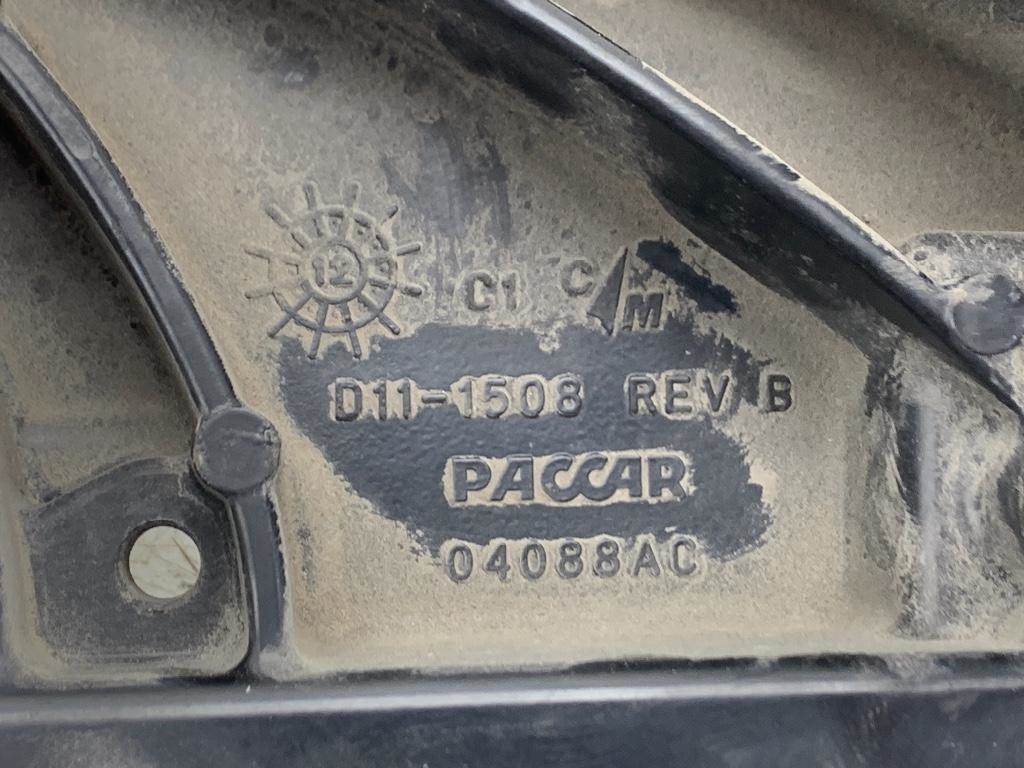 12
C1 C M
D11-1508 REV B
PACCAR
04088AC